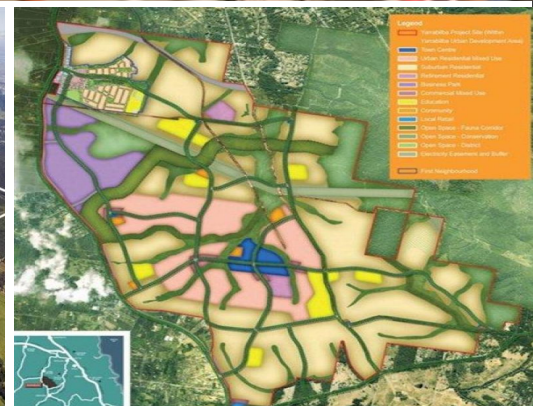 Legend
Yarrabilba Project Site (Within
Yarrabilba Urban Development Area)
Town Centre
Urban Residential Mixed Use
Suburban Residential
Retirement Residential
Business Park
Commercial Mixed Use
Education
Community
Local Retail
Open Space - Fauna Corridor
Open Space - Conservation
Open Space - District
Electricity Easement and Buffer
First Neighbourhood